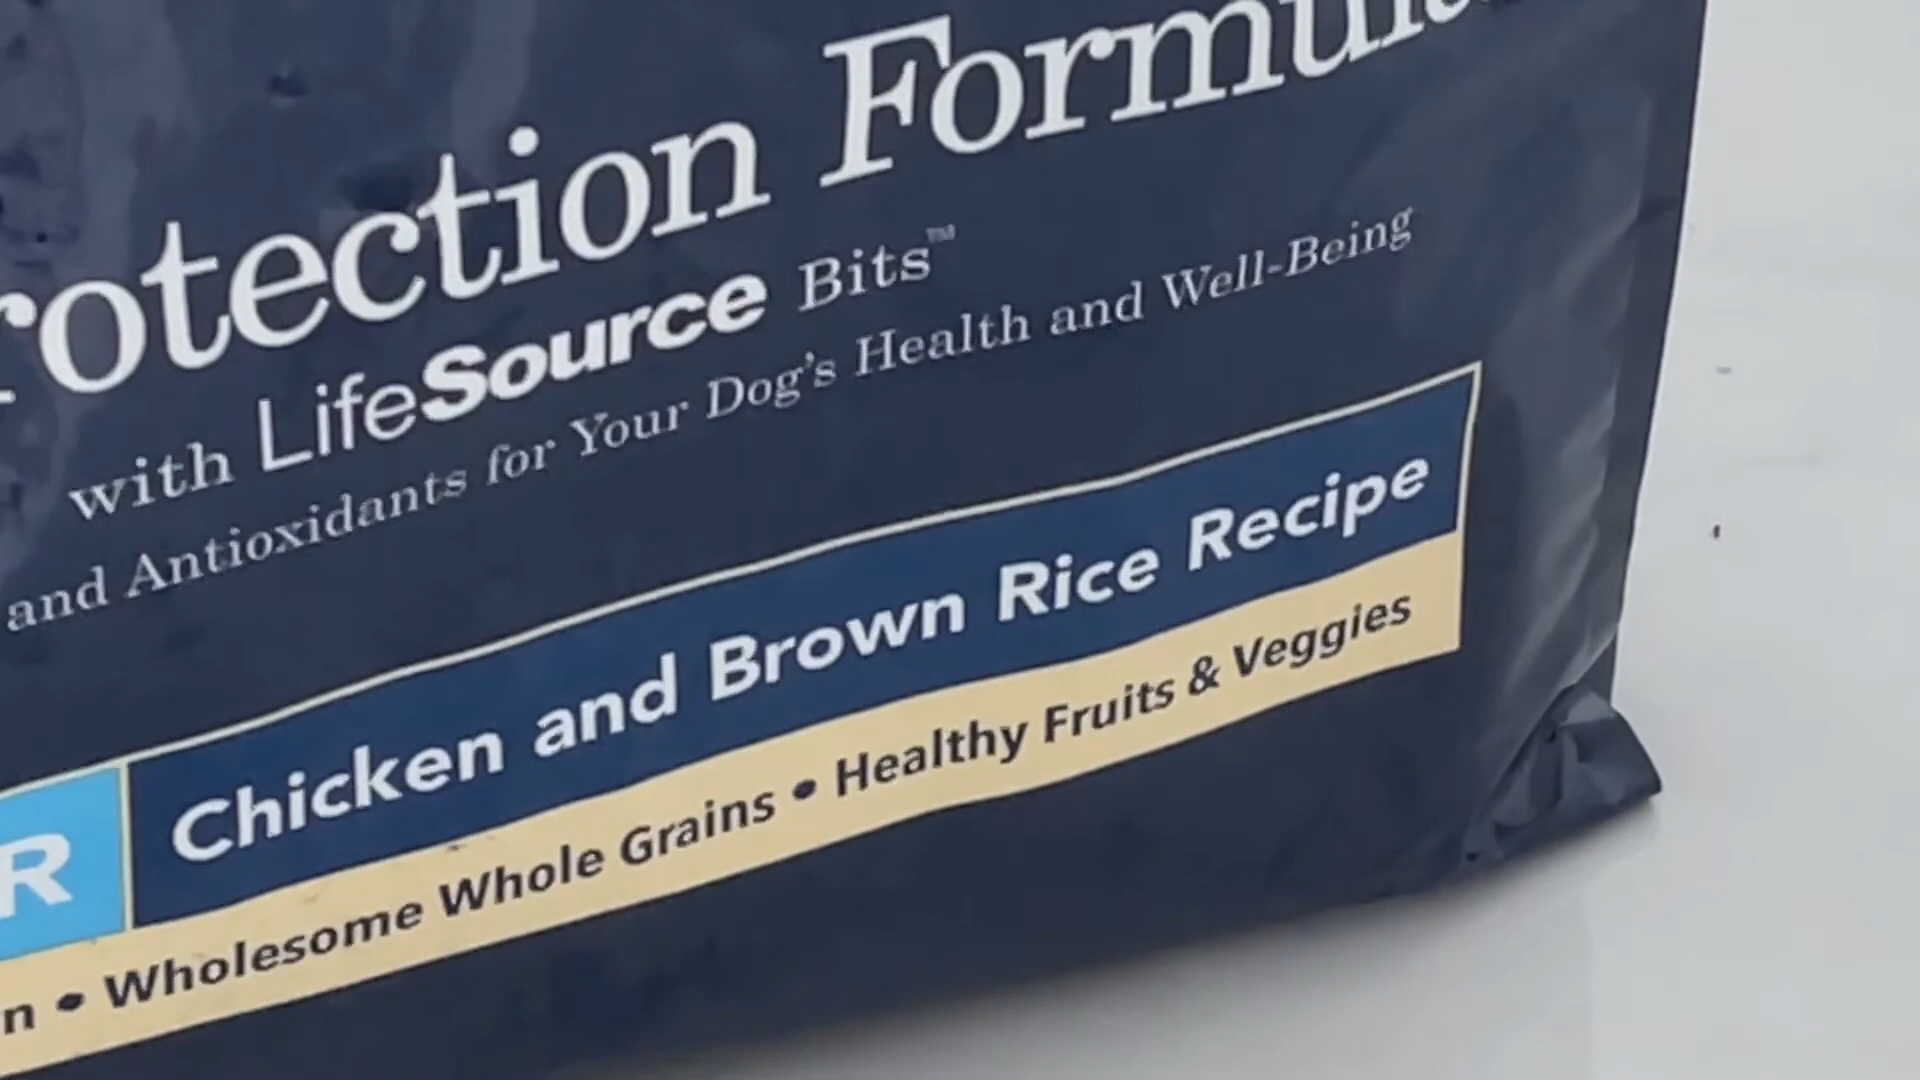 rotection Formula
with LifeSource Bits™
and Antioxidants for Your Dog's Health and Well-Being
R Chicken and Brown Rice Recipe
n • Wholesome Whole Grains • Healthy Fruits & Veggies